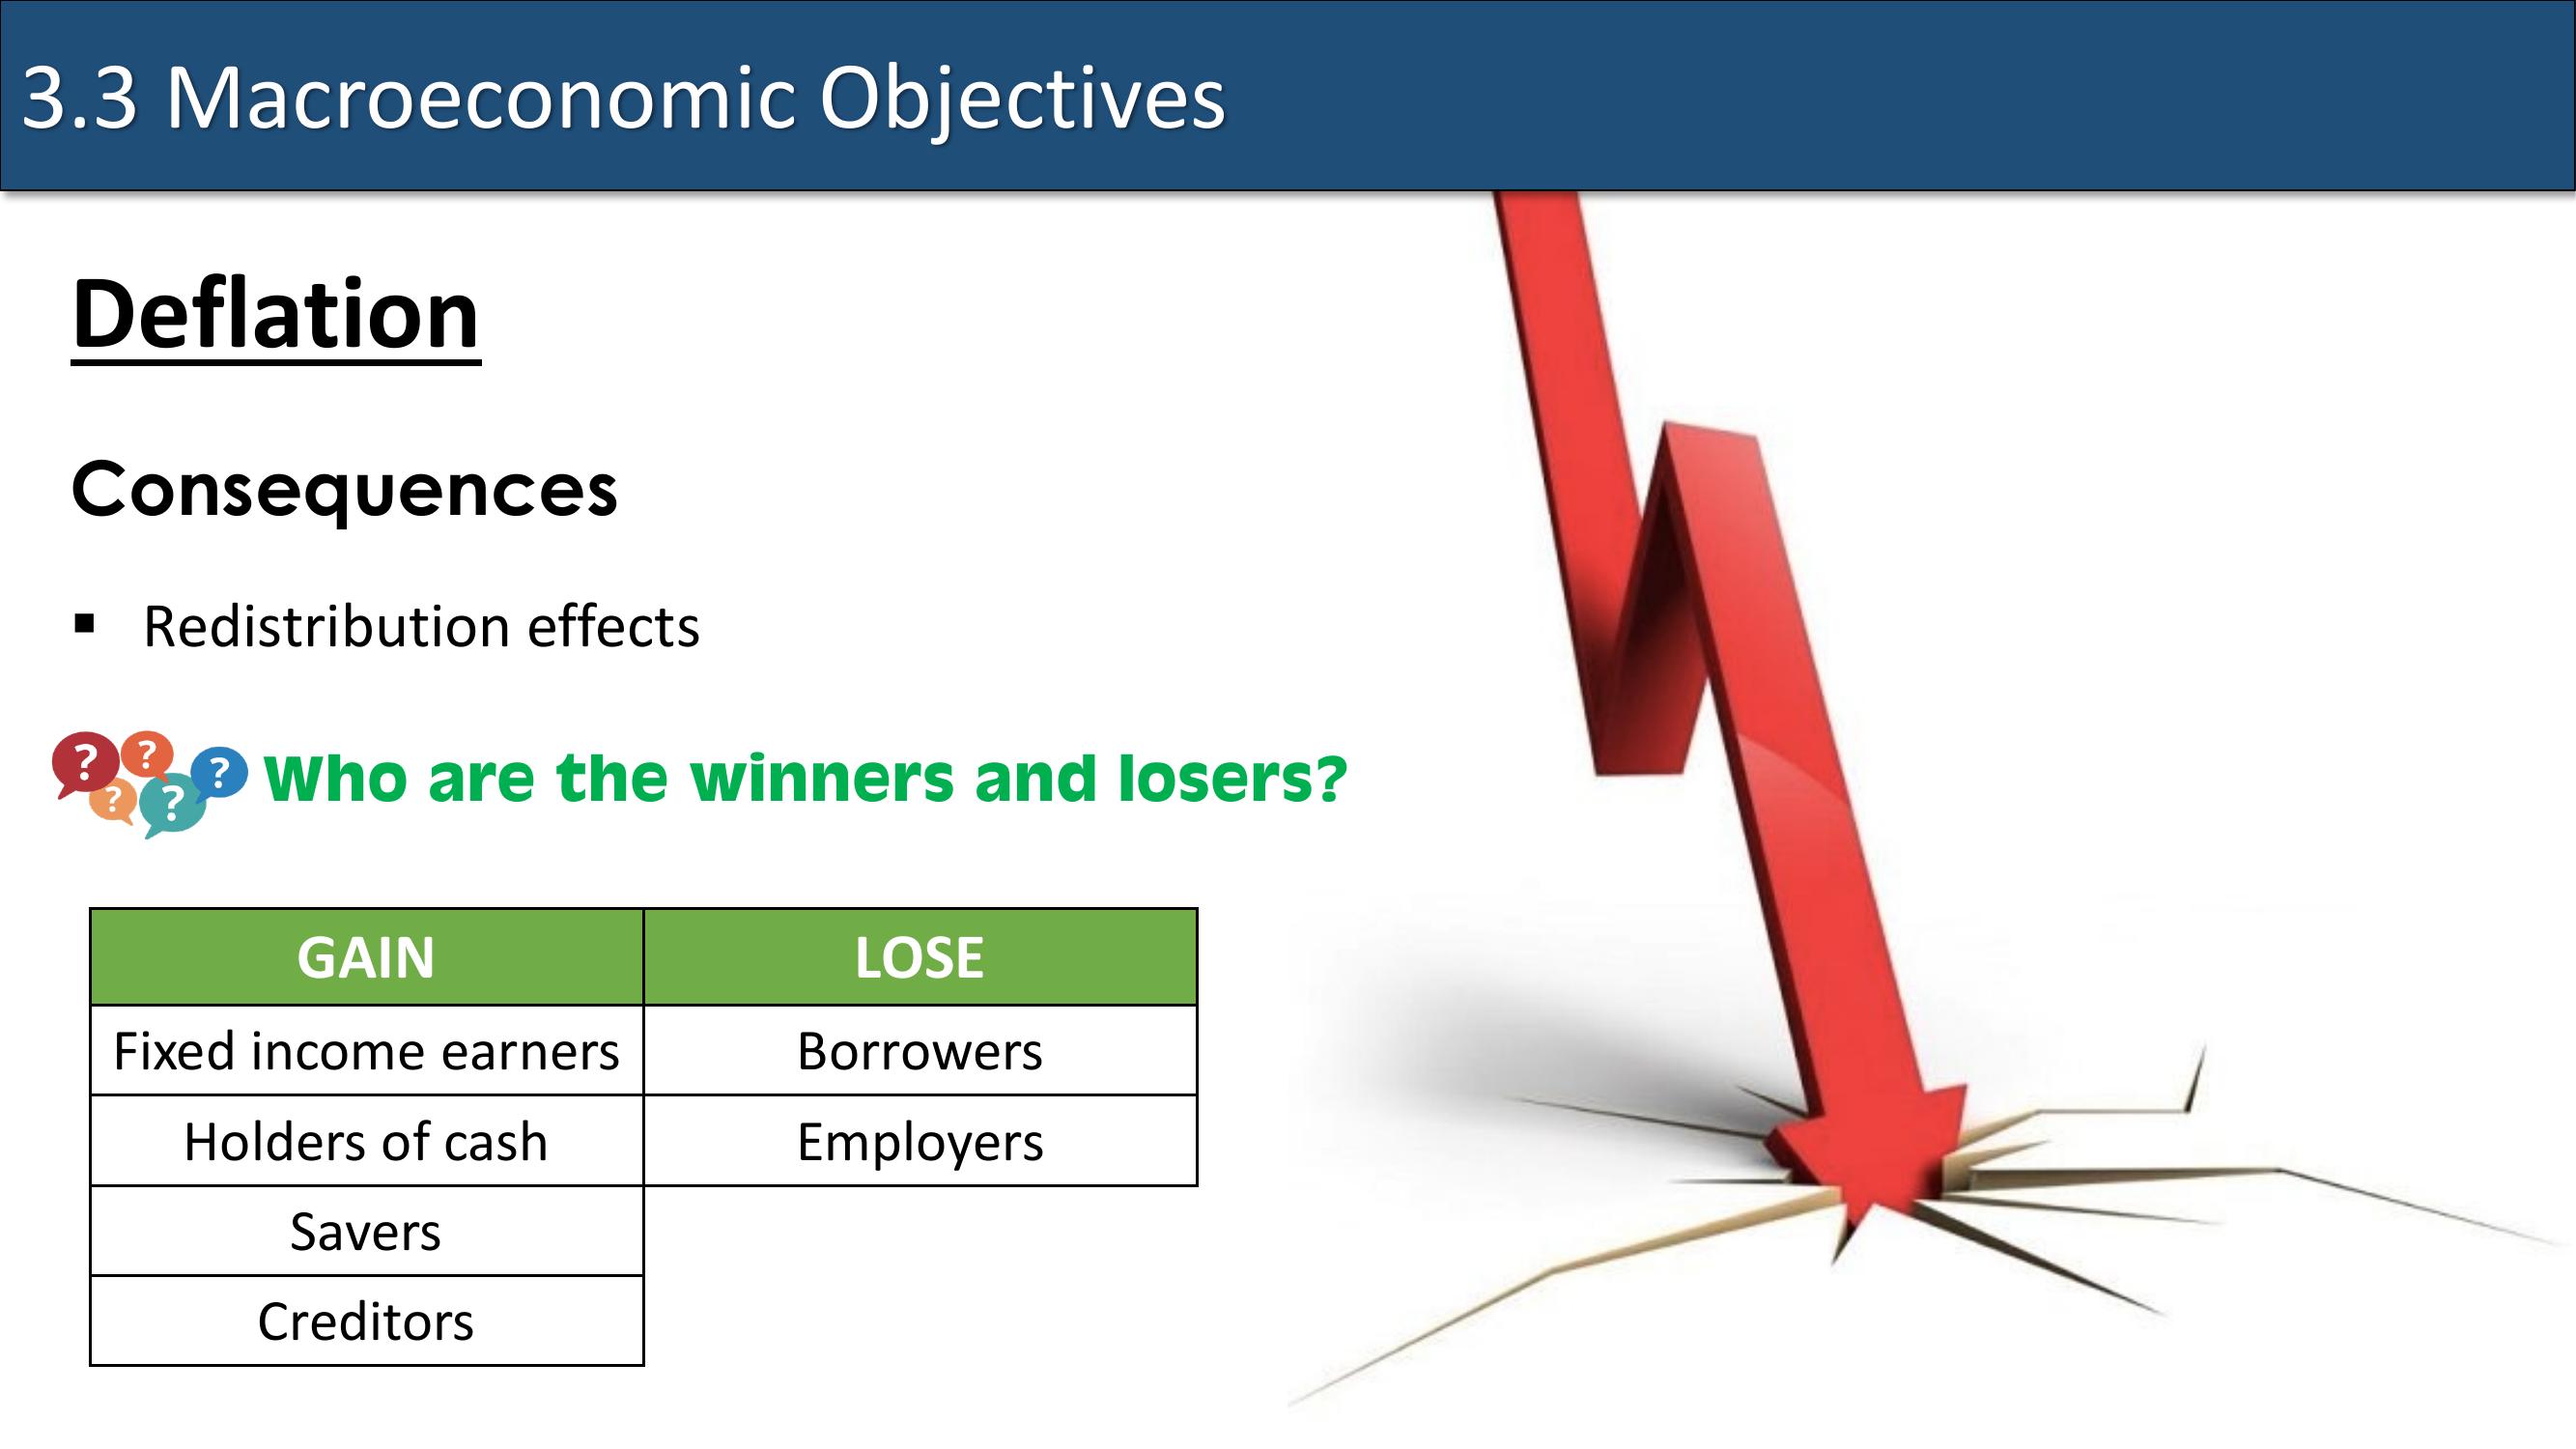 3.3 Macroeconomic Objectives
Deflation
Consequences
▪ Redistribution effects
? ? ? ? ? Who are the winners and losers?
GAIN LOSE
Fixed income earners Borrowers
Holders of cash Employers
Savers
Creditors